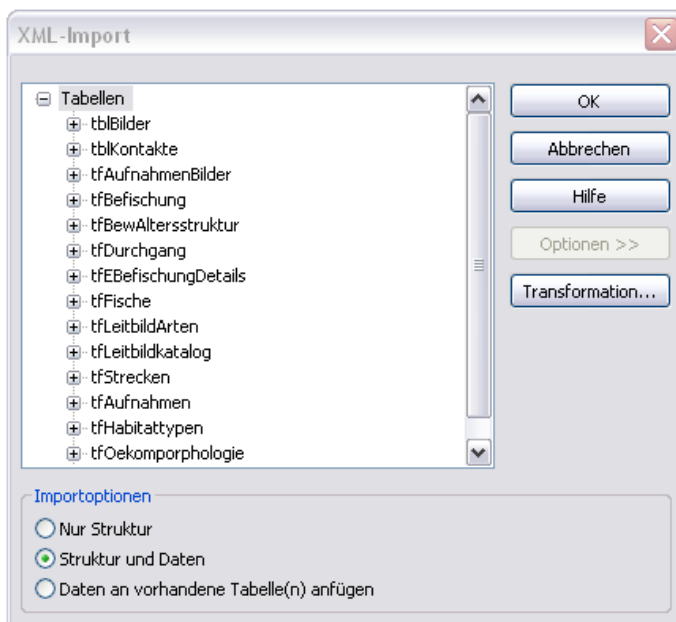 XML-Import
Tabellen
tblBilder
tblKontakte
tfAufnahmenBilder
tfBefischung
tfBewAltersstruktur
tfDurchgang
tfEBefischungDetails
tfFische
tfLeitbildArten
tfLeitbildkatalog
tfStrecken
tfAufnahmen
tfHabitattypen
tfOekomporphologie
OK
Abbrechen
Hilfe
Optionen >>
Transformation...
Importoptionen
Nur Struktur
Struktur und Daten
Daten an vorhandene Tabelle(n) anfügen